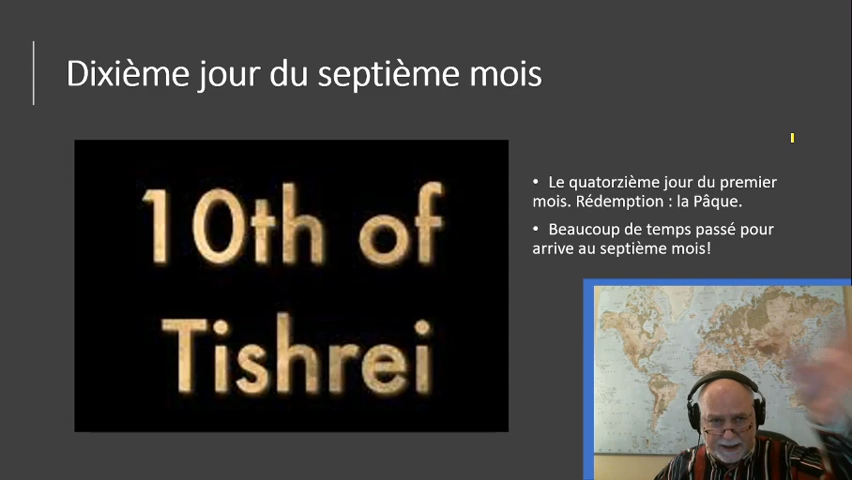 Dixième jour du septième mois
10th of
Tishrei
• Le quatorzième jour du premier
mois. Rédemption : la Pâque.
• Beaucoup de temps passé pour
arrive au septième mois!